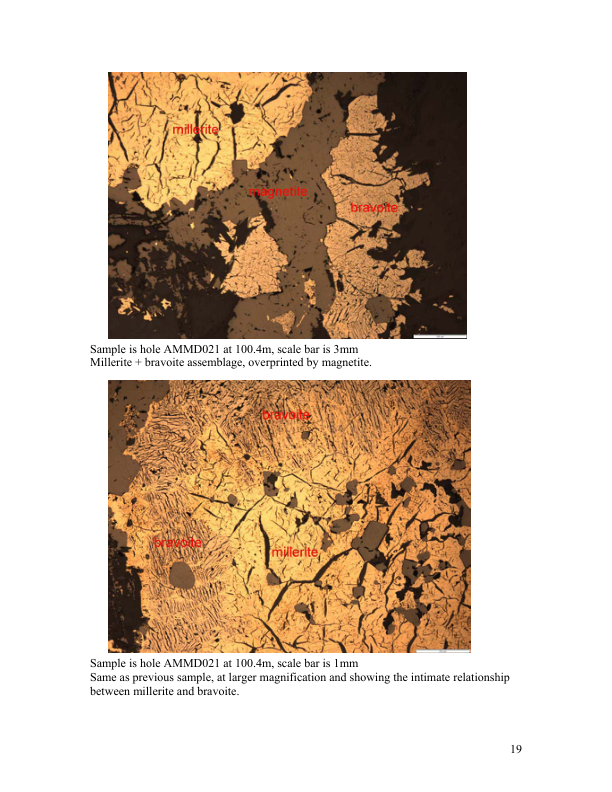 millerite
magnetite
bravoite
Sample is hole AMMD021 at 100.4m, scale bar is 3mm
Millerite + bravoite assemblage, overprinted by magnetite.
bravoite
bravoite
millerite
Sample is hole AMMD021 at 100.4m, scale bar is 1mm
Same as previous sample, at larger magnification and showing the intimate relationship
between millerite and bravoite.
19